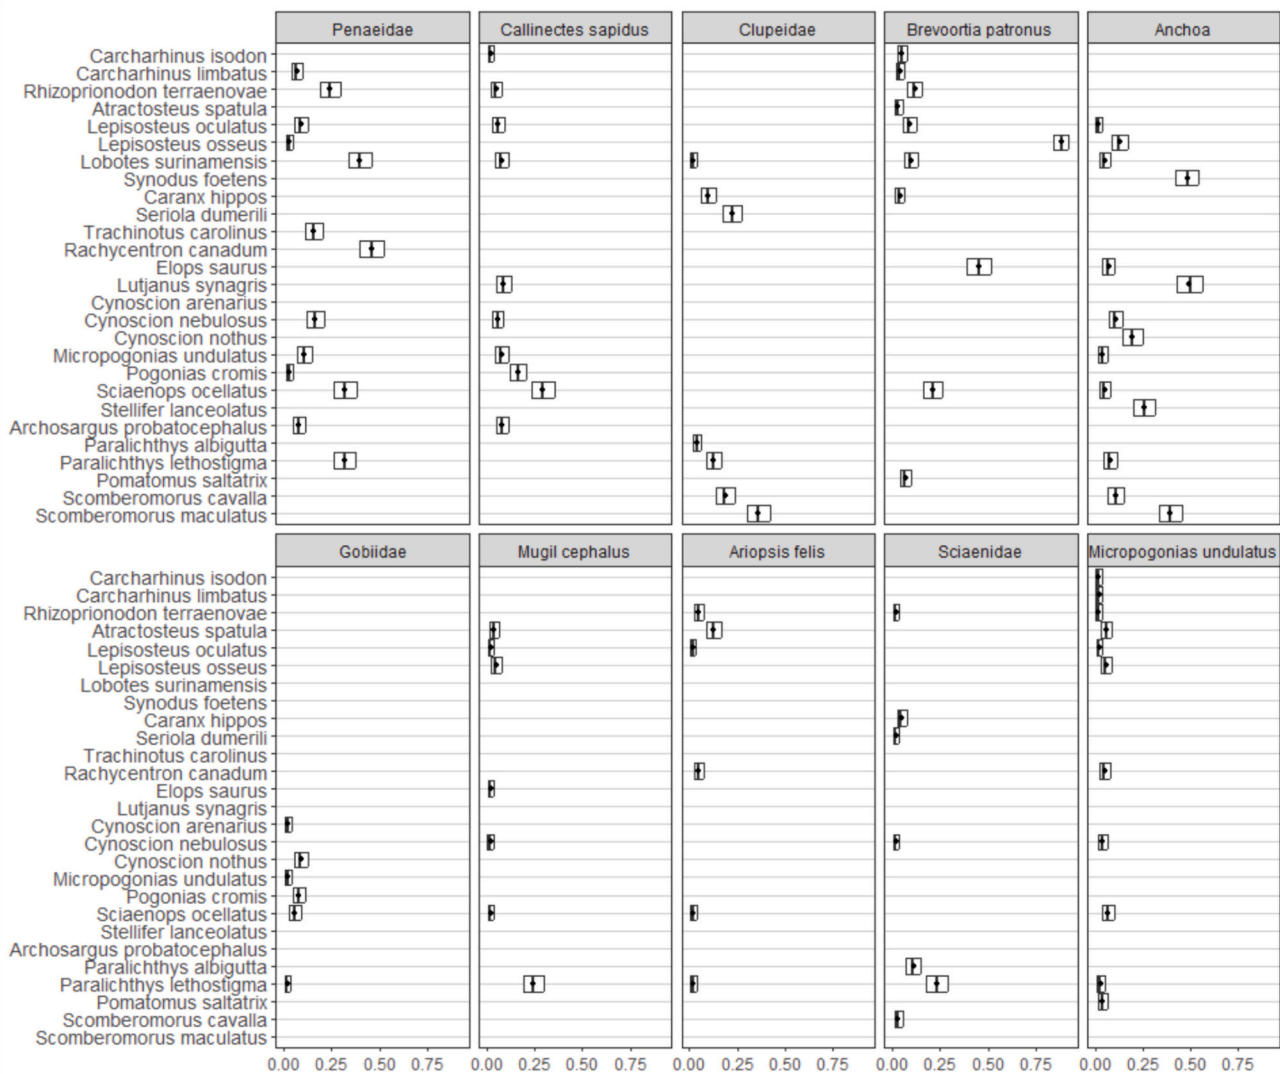 Penaeidae Callinectes sapidus Clupeidae Brevoortia patronus Anchoa
Carcharhinus isodon
Carcharhinus limbatus
Rhizoprionodon terraenovae
Atractosteus spatula
Lepisosteus oculatus
Lepisosteus osseus
Lobotes surinamensis
Synodus foetens
Caranx hippos
Seriola dumerili
Trachinotus carolinus
Rachycentron canadum
Elops saurus
Lutjanus synagris
Cynoscion arenarius
Cynoscion nebulosus
Cynoscion nothus
Micropogonias undulatus
Pogonias cromis
Sciaenops ocellatus
Stellifer lanceolatus
Archosargus probatocephalus
Paralichthys albigutta
Paralichthys lethostigma
Pomatomus saltatrix
Scomberomorus cavalla
Scomberomorus maculatus
Gobiidae Mugil cephalus Ariopsis felis Sciaenidae Micropogonias undulatus
Carcharhinus isodon
Carcharhinus limbatus
Rhizoprionodon terraenovae
Atractosteus spatula
Lepisosteus oculatus
Lepisosteus osseus
Lobotes surinamensis
Synodus foetens
Caranx hippos
Seriola dumerili
Trachinotus carolinus
Rachycentron canadum
Elops saurus
Lutjanus synagris
Cynoscion arenarius
Cynoscion nebulosus
Cynoscion nothus
Micropogonias undulatus
Pogonias cromis
Sciaenops ocellatus
Stellifer lanceolatus
Archosargus probatocephalus
Paralichthys albigutta
Paralichthys lethostigma
Pomatomus saltatrix
Scomberomorus cavalla
Scomberomorus maculatus
0.00 0.25 0.50 0.75 0.00 0.25 0.50 0.75 0.00 0.25 0.50 0.75 0.00 0.25 0.50 0.75 0.00 0.25 0.50 0.75